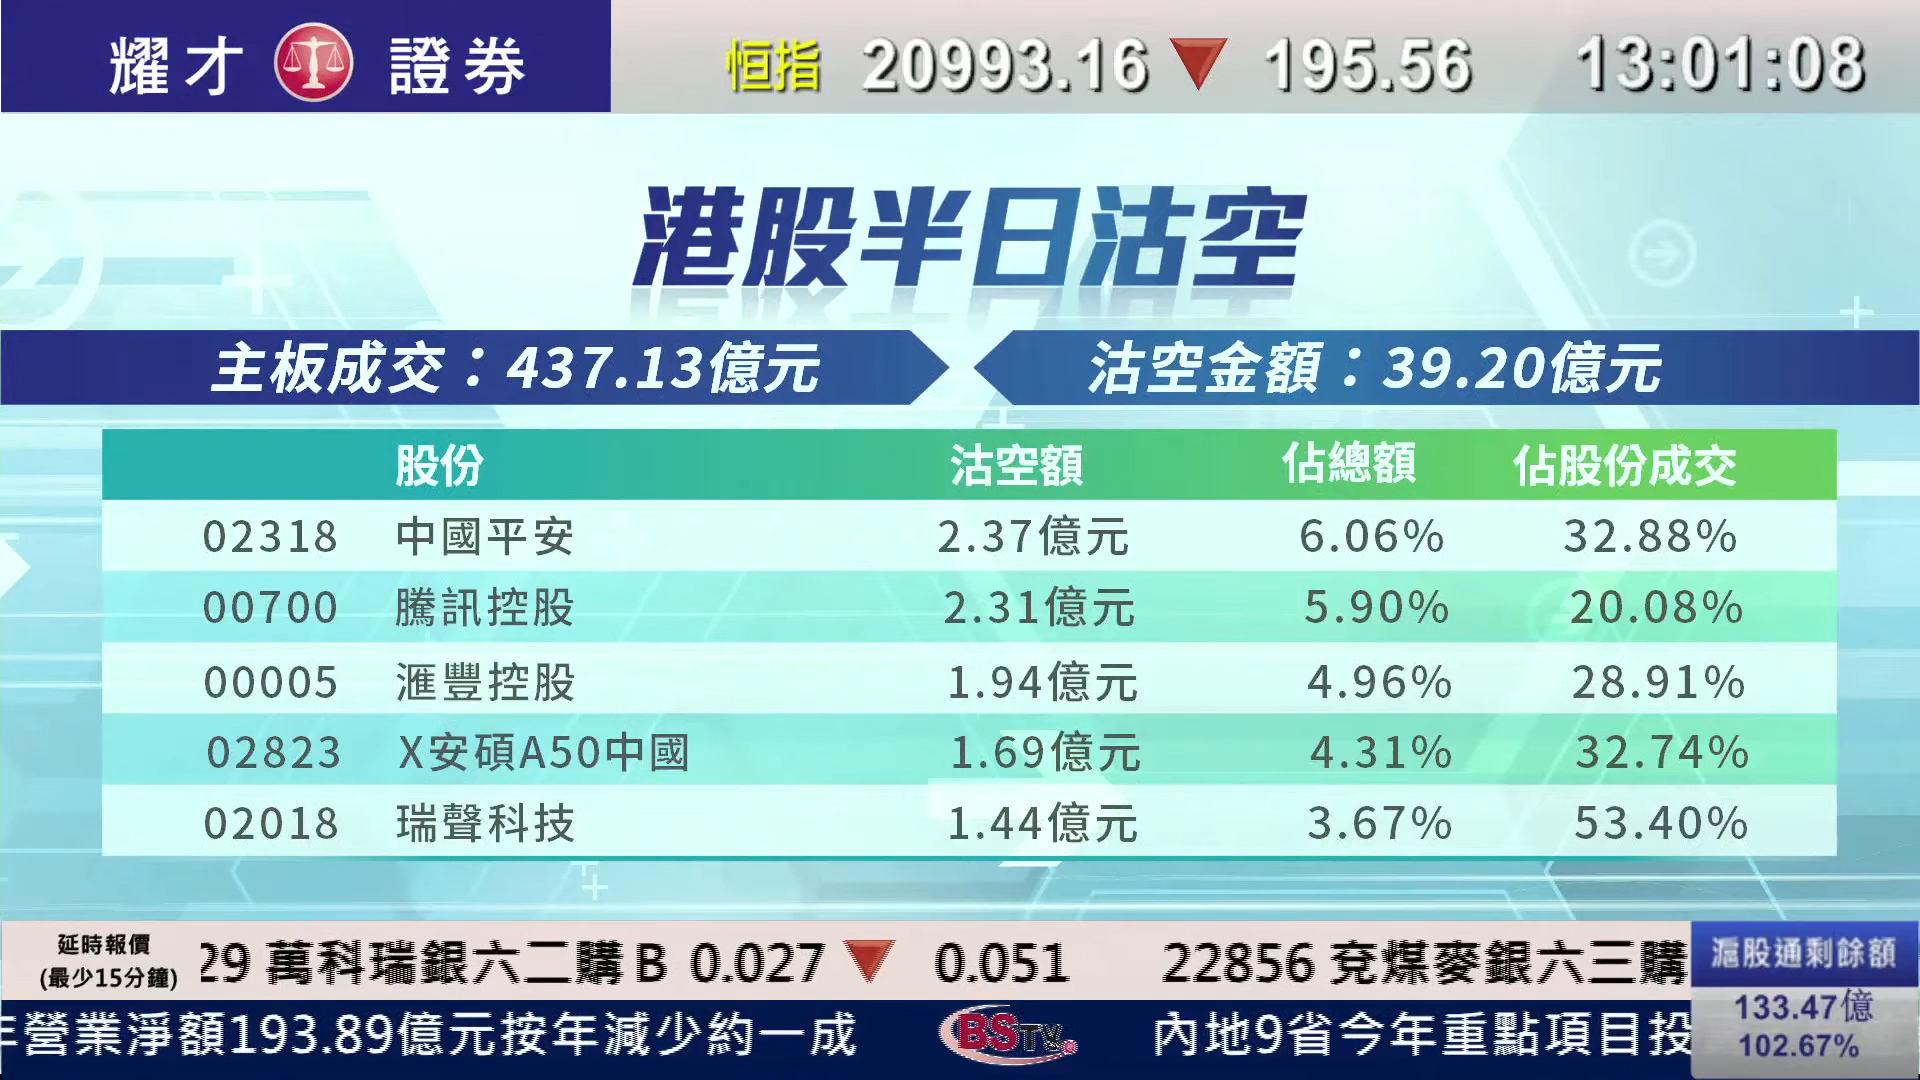 耀才 證券
恒指 20993.16 ▼ 195.56 13:01:08
港股半日沽空
主板成交：437.13億元 沽空金額：39.20億元
股份 沽空額 佔總額 佔股份成交
02318 中國平安 2.37億元 6.06% 32.88%
00700 騰訊控股 2.31億元 5.90% 20.08%
00005 滙豐控股 1.94億元 4.96% 28.91%
02823 X安碩A50中國 1.69億元 4.31% 32.74%
02018 瑞聲科技 1.44億元 3.67% 53.40%
延時報價
(最少15分鐘)
29 萬科瑞銀六二購B 0.027 ▼ 0.051 22856 兗煤麥銀六三購
滬股通剩餘額
133.47億
102.67%
營業淨額193.89億元按年減少約一成 BSTV 內地9省今年重點項目投